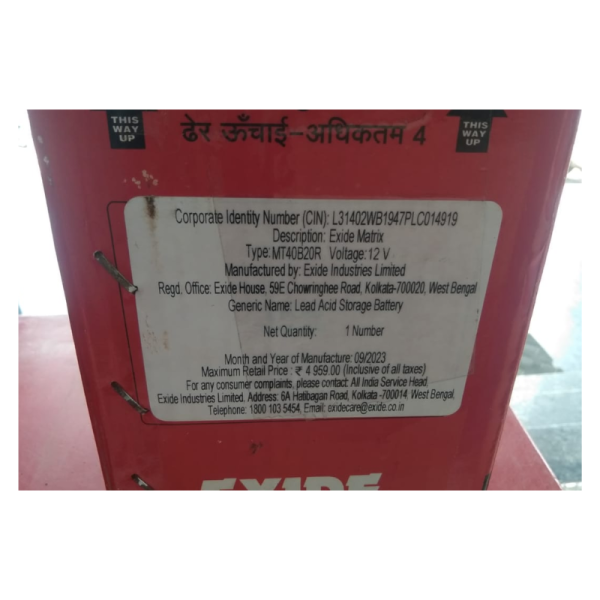 THIS
WAY
UP
ढेर ऊँचाई-अधिकतम 4
THIS
WAY
UP
Corporate Identity Number (CIN): L31402WB1947PLC014919
Description: Exide Matrix
Type: MT40B20R Voltage: 12 V
Manufactured by: Exide Industries Limited
Regd. Office: Exide House, 59E Chowringhee Road, Kolkata-700020, West Bengal
Generic Name: Lead Acid Storage Battery
Net Quantity: 1 Number
Month and Year of Manufacture: 09/2023
Maximum Retail Price : ₹ 4 959.00 (Inclusive of all taxes)
For any consumer complaints, please contact: All India Service Head,
Exide Industries Limited, Address: 6A Hatibagan Road, Kolkata -700014, West Bengal,
Telephone: 1800 103 5454, Email: exidecare@exide.co.in
EXIDE